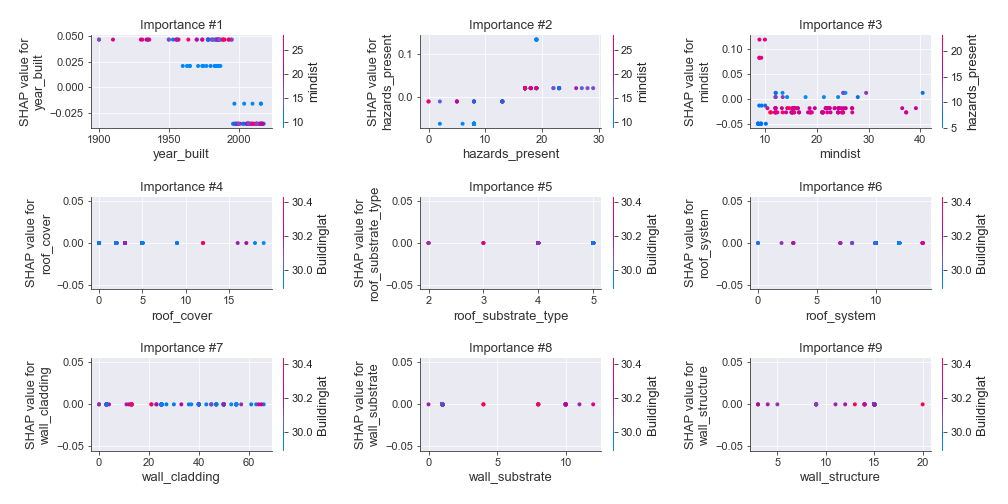 Importance #1
Importance #2
Importance #3
SHAP value for
year_built
0.050
0.025
0.000
−0.025
1900
1950
2000
year_built
25
20
15
10
mindist
SHAP value for
hazards_present
0.1
0.0
0
10
20
30
hazards_present
25
20
15
10
mindist
SHAP value for
mindist
0.10
0.05
0.00
−0.05
10
20
30
40
mindist
20
15
10
5
hazards_present
Importance #4
Importance #5
Importance #6
SHAP value for
roof_cover
0.05
0.00
−0.05
0
5
10
15
roof_cover
30.4
30.2
30.0
Buildinglat
SHAP value for
roof_substrate_type
0.05
0.00
−0.05
2
3
4
5
roof_substrate_type
30.4
30.2
30.0
Buildinglat
SHAP value for
roof_system
0.05
0.00
−0.05
0
10
roof_system
30.4
30.2
30.0
Buildinglat
Importance #7
Importance #8
Importance #9
SHAP value for
wall_cladding
0.05
0.00
−0.05
0
20
40
60
wall_cladding
30.4
30.2
30.0
Buildinglat
SHAP value for
wall_substrate
0.05
0.00
−0.05
0
5
10
wall_substrate
30.4
30.2
30.0
Buildinglat
SHAP value for
wall_structure
0.05
0.00
−0.05
5
10
15
20
wall_structure
30.4
30.2
30.0
Buildinglat